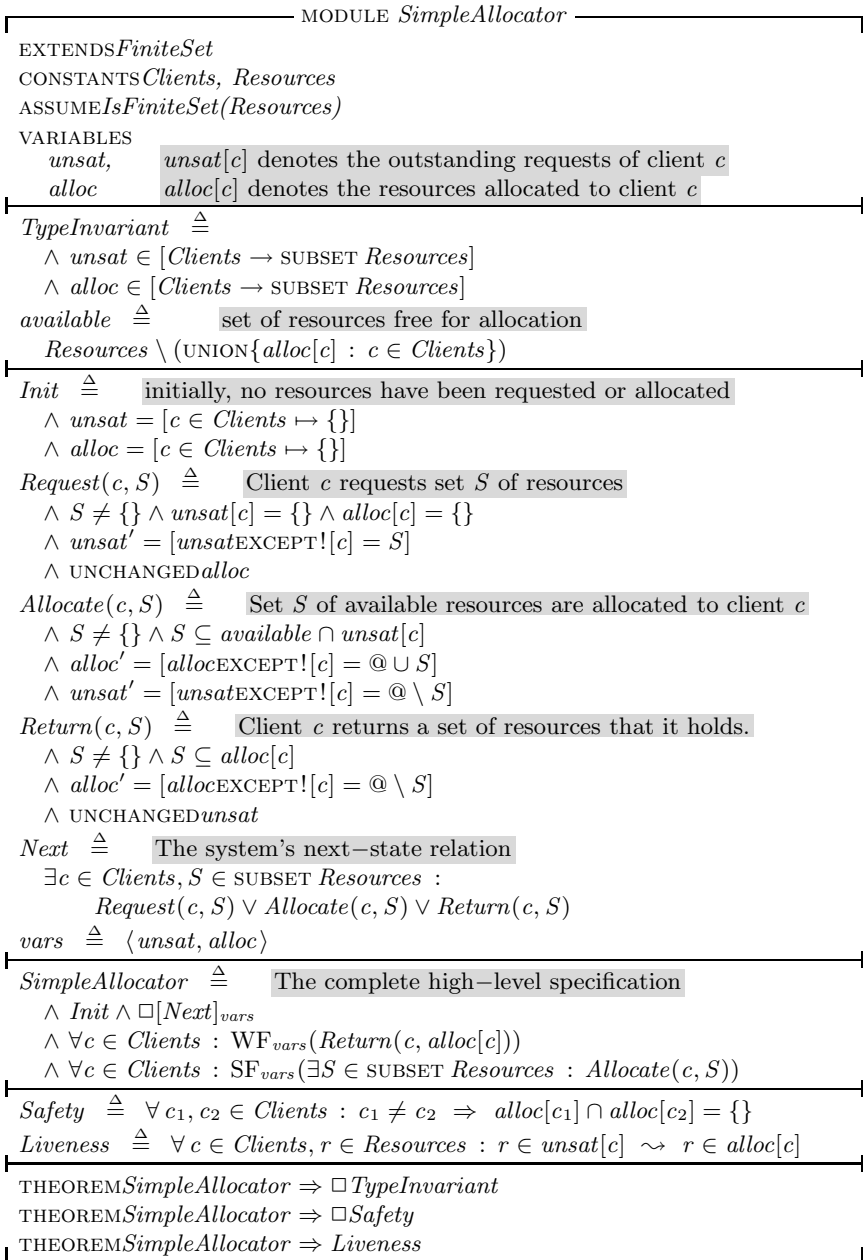 MODULE SimpleAllocator
EXTENDSFiniteSet
CONSTANTSClients, Resources
ASSUMEIsFiniteSet(Resources)
VARIABLES
unsat, unsat[c] denotes the outstanding requests of client c
alloc alloc[c] denotes the resources allocated to client c
TypeInvariant ≜
∧ unsat ∈ [Clients → SUBSET Resources]
∧ alloc ∈ [Clients → SUBSET Resources]
available ≜ set of resources free for allocation
Resources \ (UNION{alloc[c] : c ∈ Clients})
Init ≜ initially, no resources have been requested or allocated
∧ unsat = [c ∈ Clients ↦ {}]
∧ alloc = [c ∈ Clients ↦ {}]
Request(c, S) ≜ Client c requests set S of resources
∧ S ≠ {} ∧ unsat[c] = {} ∧ alloc[c] = {}
∧ unsat′ = [unsatEXCEPT![c] = S]
∧ UNCHANGEDalloc
Allocate(c, S) ≜ Set S of available resources are allocated to client c
∧ S ≠ {} ∧ S ⊆ available ∩ unsat[c]
∧ alloc′ = [allocEXCEPT![c] = @ ∪ S]
∧ unsat′ = [unsatEXCEPT![c] = @ \ S]
Return(c, S) ≜ Client c returns a set of resources that it holds.
∧ S ≠ {} ∧ S ⊆ alloc[c]
∧ alloc′ = [allocEXCEPT![c] = @ \ S]
∧ UNCHANGEDunsat
Next ≜ The system's next−state relation
∃c ∈ Clients, S ∈ SUBSET Resources :
Request(c, S) ∨ Allocate(c, S) ∨ Return(c, S)
vars ≜ ⟨unsat, alloc⟩
SimpleAllocator ≜ The complete high−level specification
∧ Init ∧ □[Next]vars
∧ ∀c ∈ Clients : WFvars(Return(c, alloc[c]))
∧ ∀c ∈ Clients : SFvars(∃S ∈ SUBSET Resources : Allocate(c, S))
Safety ≜ ∀ c₁, c₂ ∈ Clients : c₁ ≠ c₂ ⇒ alloc[c₁] ∩ alloc[c₂] = {}
Liveness ≜ ∀ c ∈ Clients, r ∈ Resources : r ∈ unsat[c] ⤳ r ∈ alloc[c]
THEOREMSimpleAllocator ⇒ □TypeInvariant
THEOREMSimpleAllocator ⇒ □Safety
THEOREMSimpleAllocator ⇒ Liveness